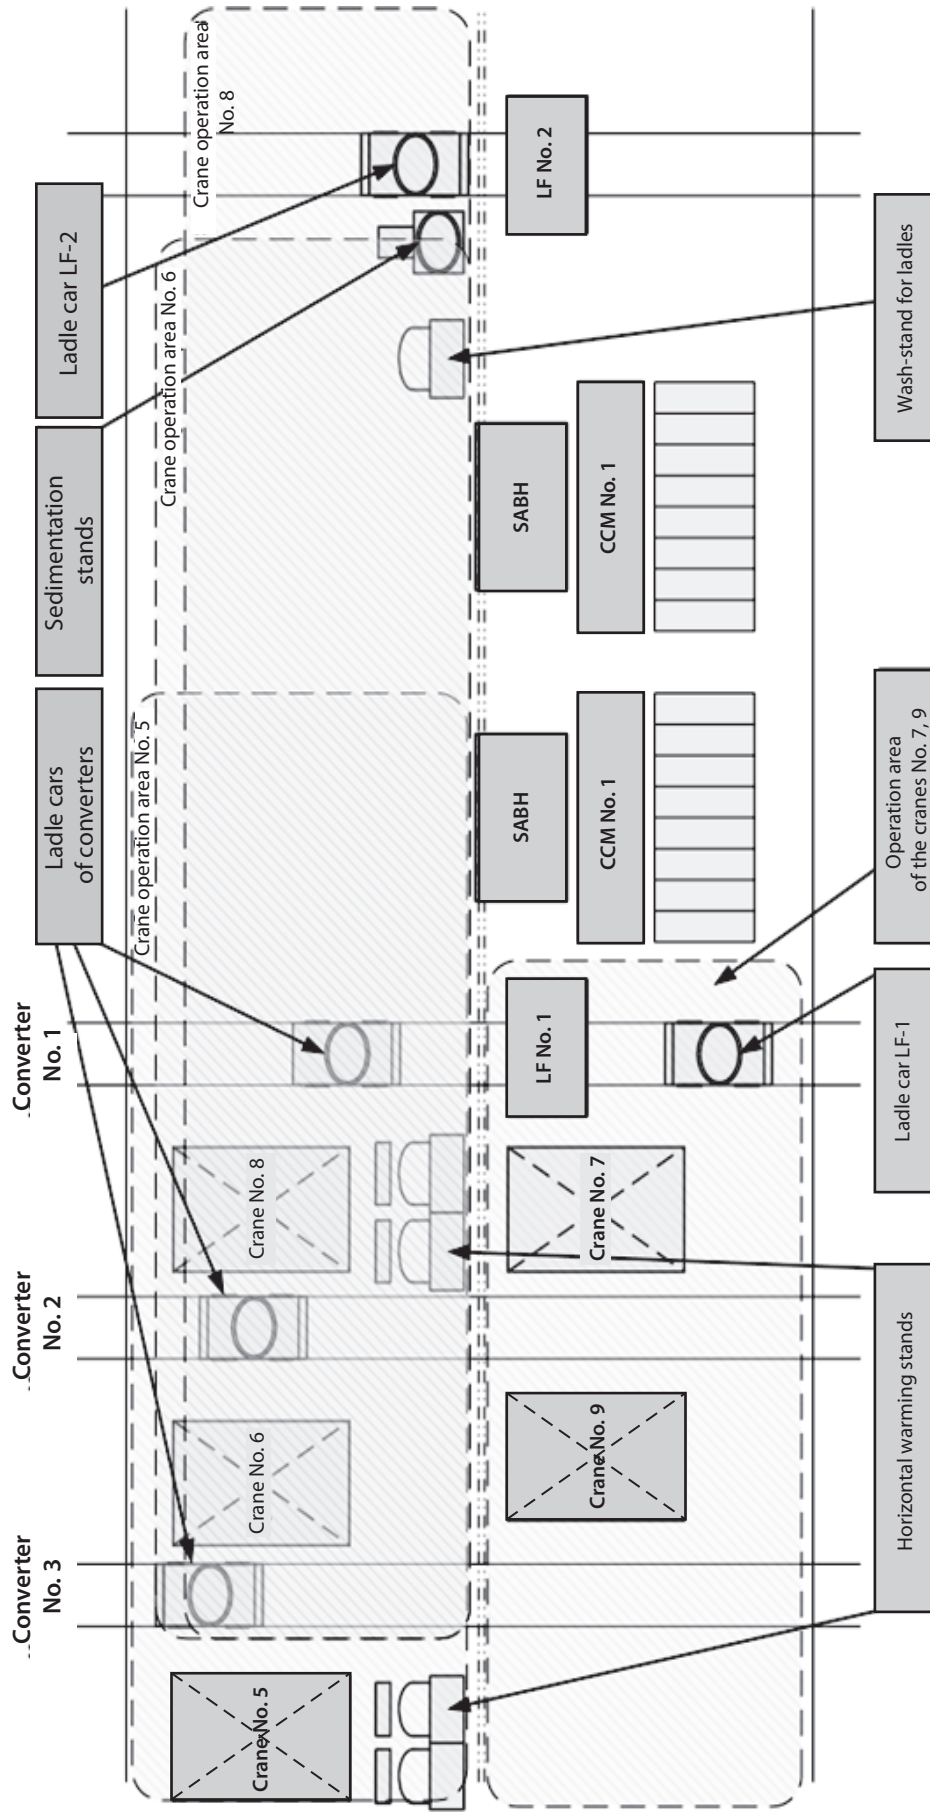 Converter
No. 3
Converter
No. 2
Converter
No. 1
Ladle cars
of converters
Sedimentation
stands
Ladle car LF-2
Crane operation area No. 5
Crane operation area No. 6
Crane operation area
No. 8
Crane No. 5
Crane No. 6
Crane No. 8
Crane No. 9
Crane No. 7
LF No. 1
SABH
SABH
LF No. 2
CCM No. 1
CCM No. 1
Horizontal warming stands
Ladle car LF-1
Operation area
of the cranes No. 7, 9
Wash-stand for ladles